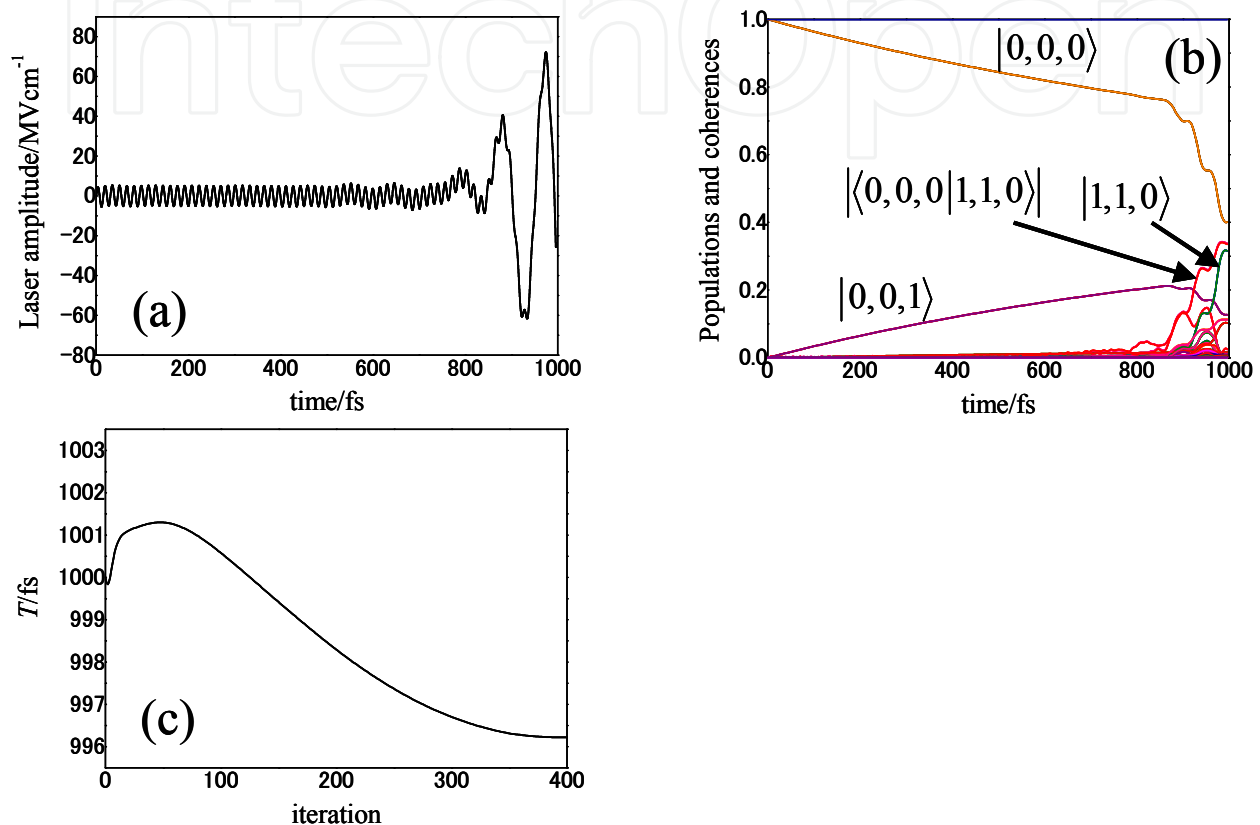 IntechOpen
80
60
40
20
0
−20
−40
−60
−80
Laser amplitude/MVcm⁻¹
(a)
0 200 400 600 800 1000
time/fs
1.0
0.8
0.6
0.4
0.2
0.0
Populations and coherences
|0,0,0⟩
(b)
|⟨0,0,0|1,1,0⟩| |1,1,0⟩
|0,0,1⟩
0 200 400 600 800 1000
time/fs
1003
1002
1001
1000
999
998
997
996
T/fs
(c)
0 100 200 300 400
iteration